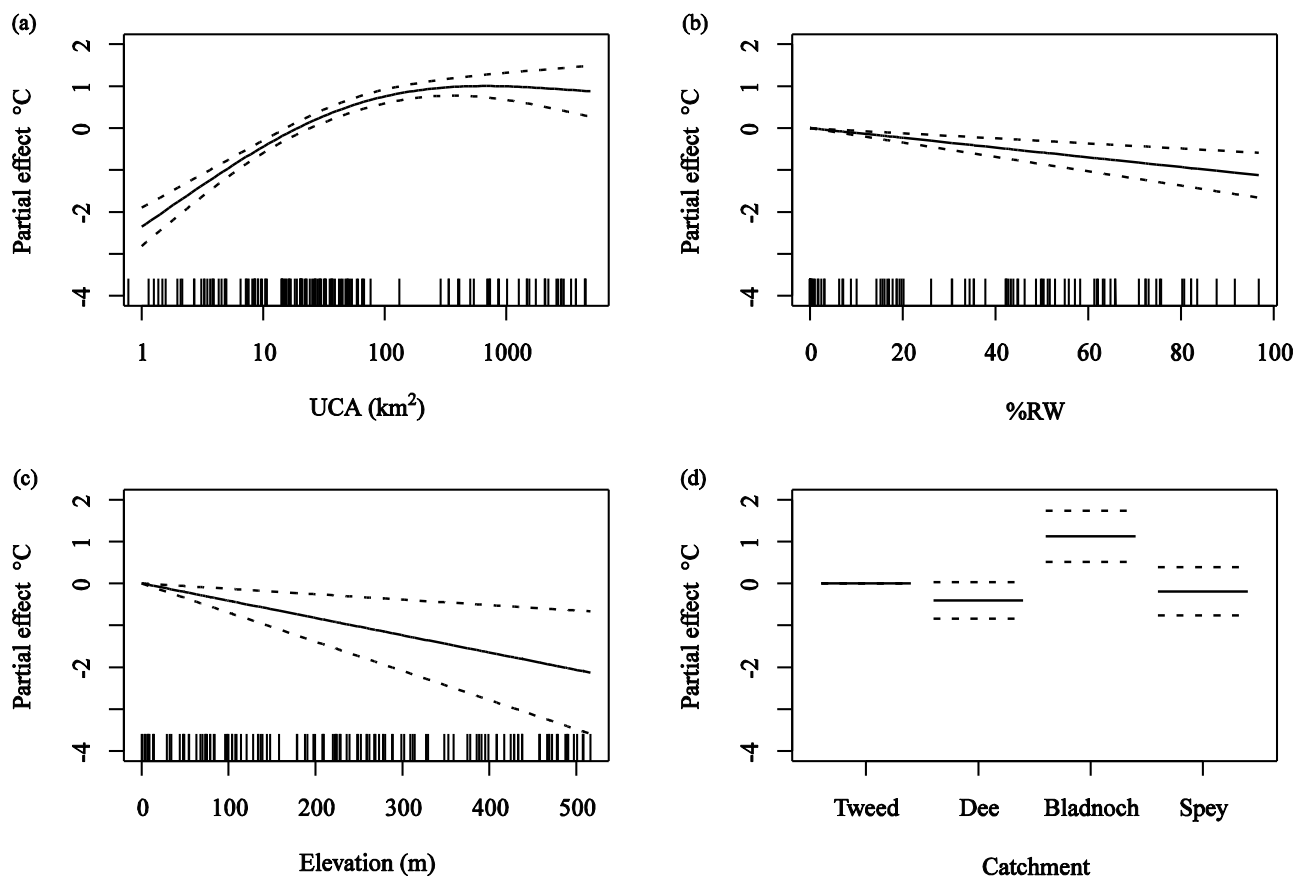 (a)
Partial effect °C
2
1
0
-2
-4
1 10 100 1000
UCA (km²)
(b)
Partial effect °C
2
1
0
-2
-4
0 20 40 60 80 100
%RW
(c)
Partial effect °C
2
1
0
-2
-4
0 100 200 300 400 500
Elevation (m)
(d)
Partial effect °C
2
1
0
-2
-4
Tweed Dee Bladnoch Spey
Catchment